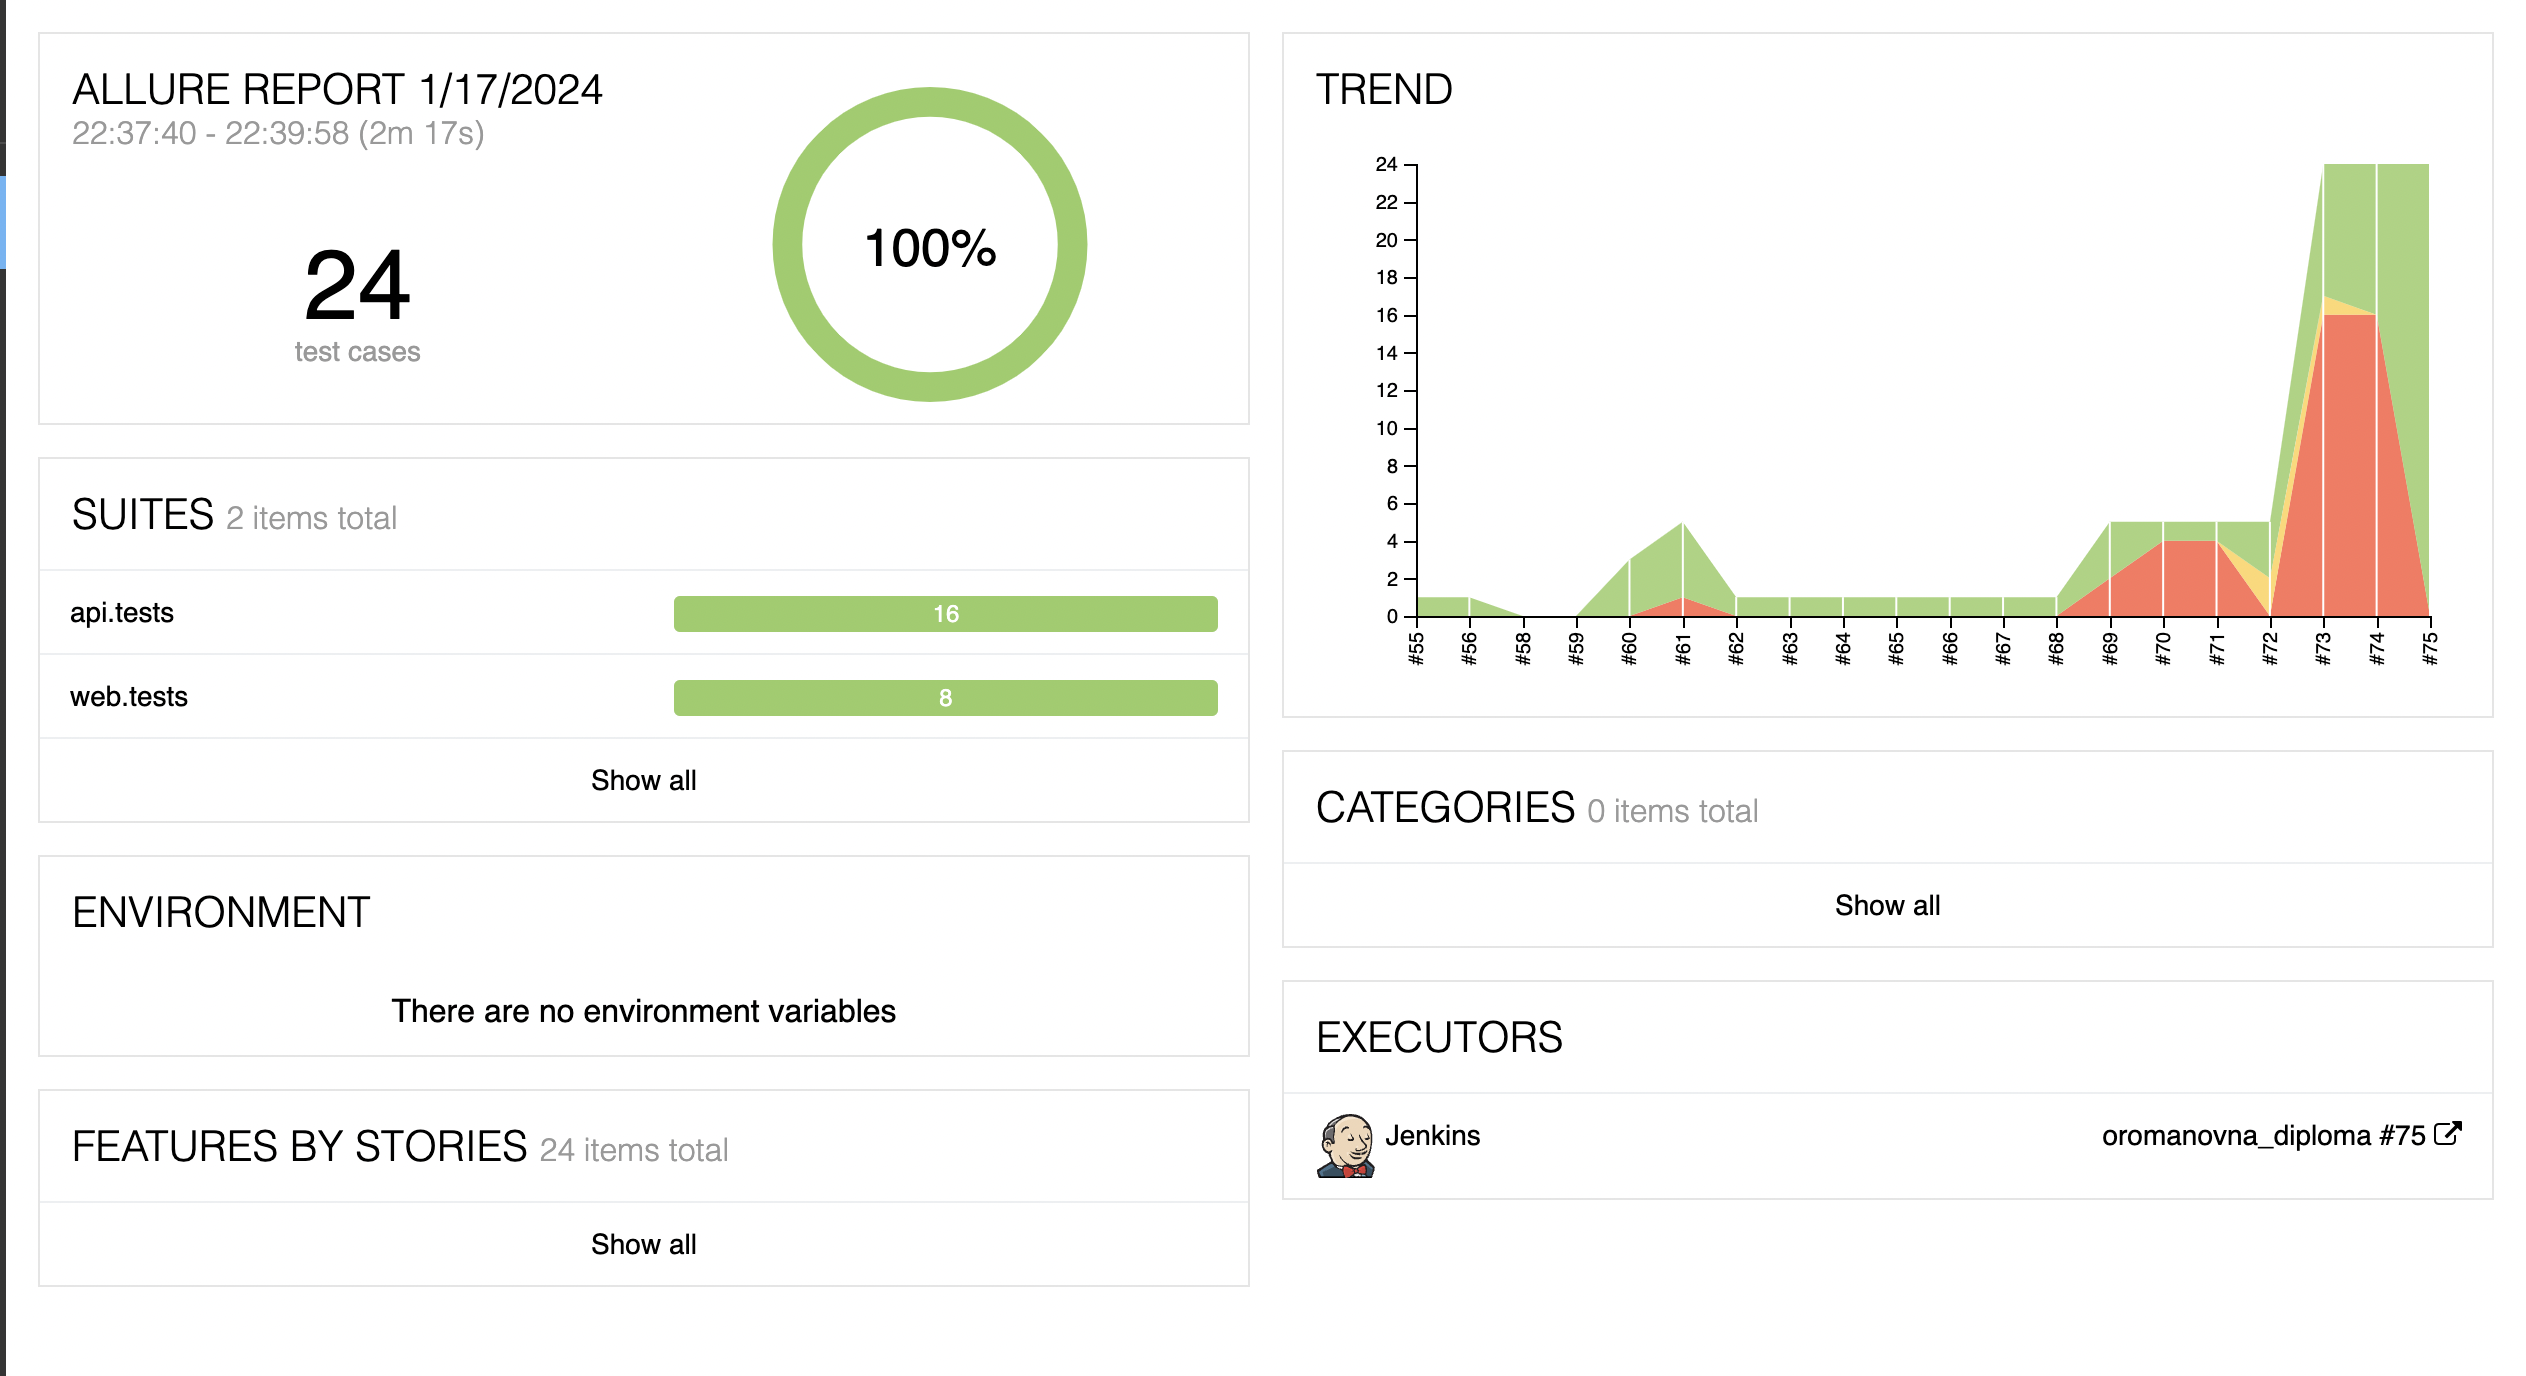 ALLURE REPORT 1/17/2024
22:37:40 - 22:39:58 (2m 17s)
24
test cases
100%
SUITES 2 items total
api.tests 16
web.tests 8
Show all
ENVIRONMENT
There are no environment variables
FEATURES BY STORIES 24 items total
Show all
TREND
24
22
20
18
16
14
12
10
8
6
4
2
0
#55 #56 #58 #59 #60 #61 #62 #63 #64 #65 #66 #67 #68 #69 #70 #71 #72 #73 #74 #75
CATEGORIES 0 items total
Show all
EXECUTORS
Jenkins oromanovna_diploma #75